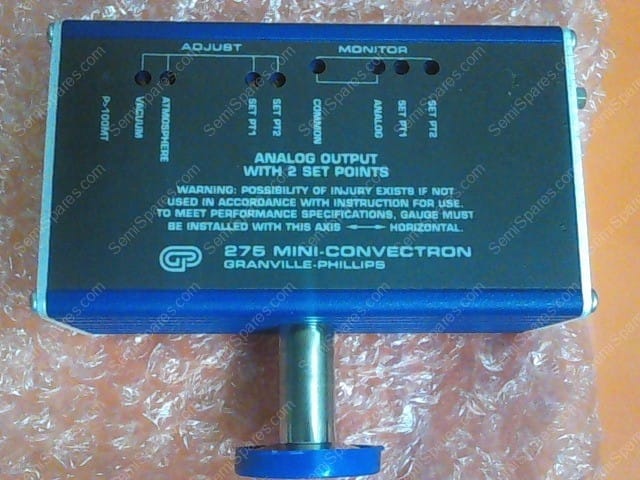 ADJUST
MONITOR
P>100MT
VACUUM
ATMOSPHERE
SET PT1
SET PT2
COMMON
ANALOG
SET PT1
SET PT2
ANALOG OUTPUT
WITH 2 SET POINTS
WARNING: POSSIBILITY OF INJURY EXISTS IF NOT
USED IN ACCORDANCE WITH INSTRUCTION FOR USE.
TO MEET PERFORMANCE SPECIFICATIONS, GAUGE MUST
BE INSTALLED WITH THIS AXIS HORIZONTAL.
GP
275 MINI-CONVECTRON
GRANVILLE-PHILLIPS
SemiSpares.com